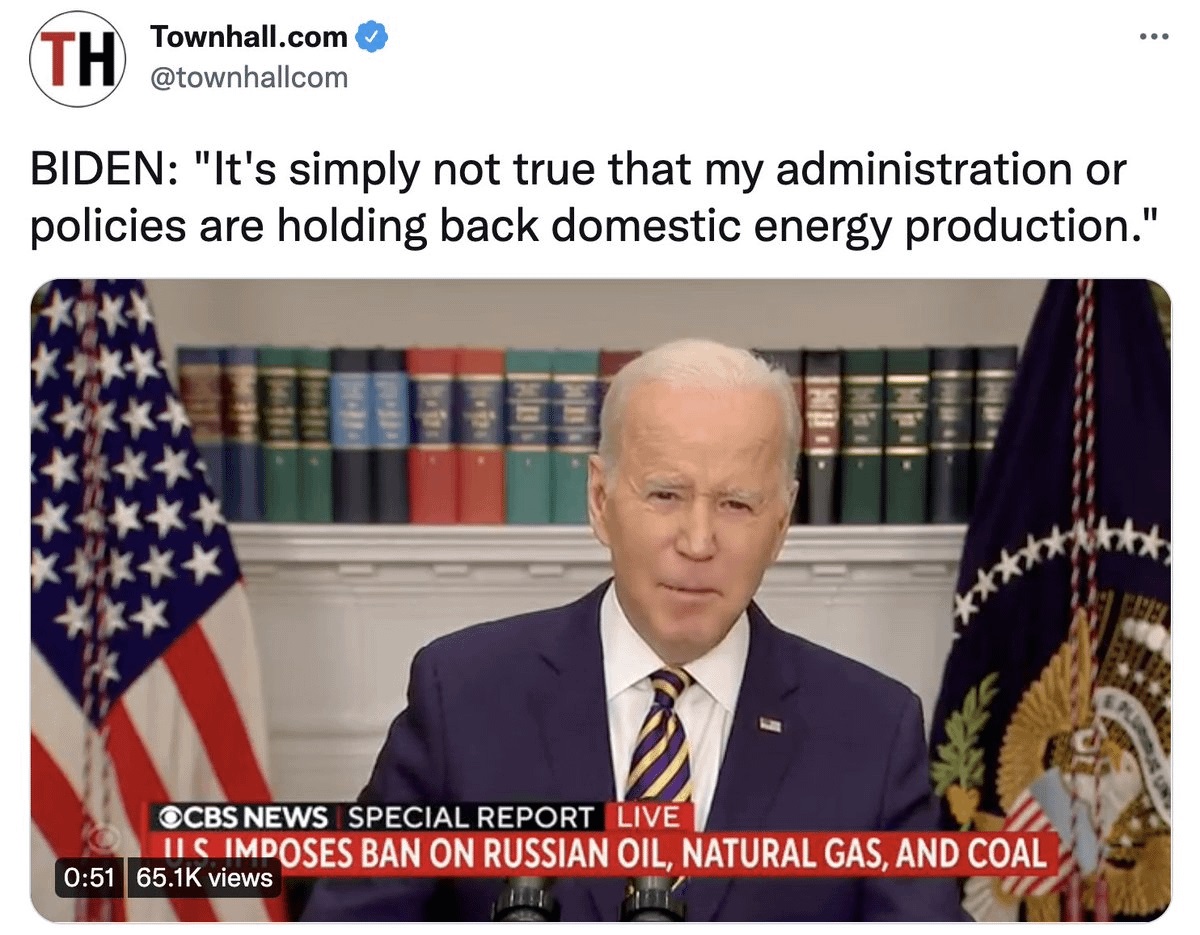 TH
Townhall.com
@townhallcom
BIDEN: "It's simply not true that my administration or
policies are holding back domestic energy production."
CBS NEWS SPECIAL REPORT LIVE
U.S. IMPOSES BAN ON RUSSIAN OIL, NATURAL GAS, AND COAL
0:51 65.1K views